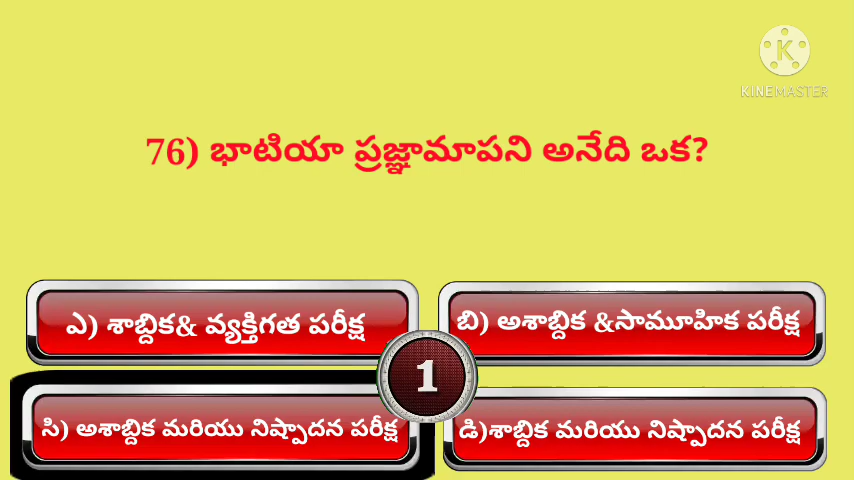 KINEMASTER
76) భాటియా ప్రజ్ఞామాపని అనేది ఒక?
ఎ) శాబ్దిక& వ్యక్తిగత పరీక్ష
బి) అశాబ్దిక &సామూహిక పరీక్ష
1
సి) అశాబ్దిక మరియు నిష్పాదన పరీక్ష
డి)శాబ్దిక మరియు నిష్పాదన పరీక్ష